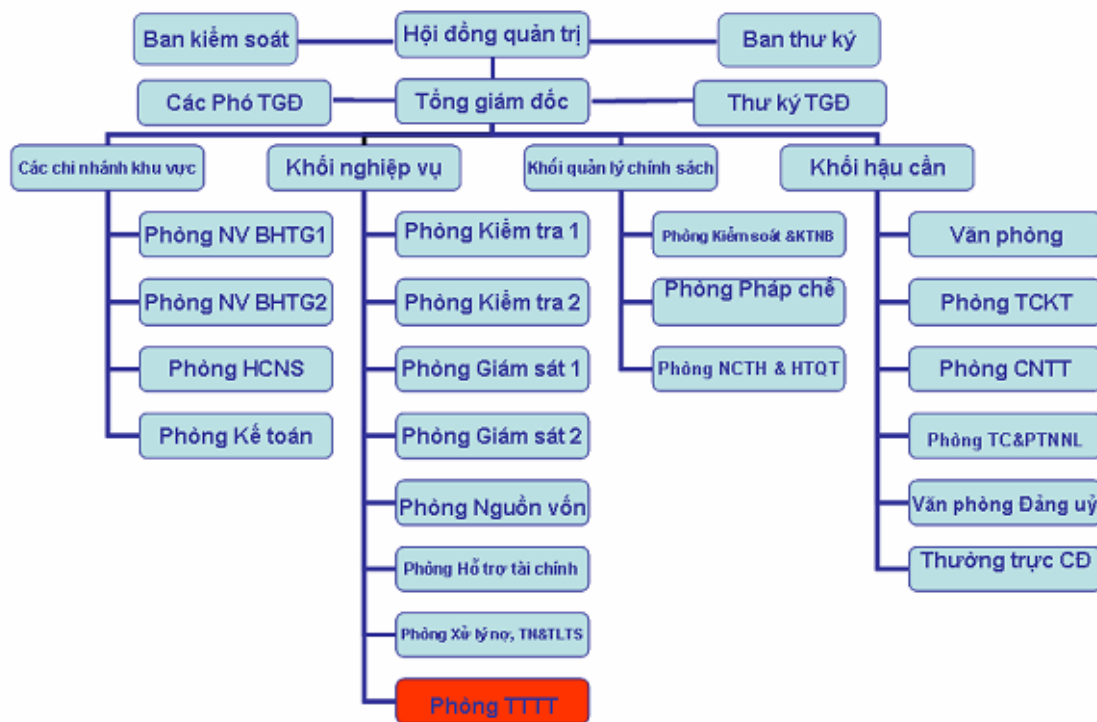 Ban kiểm soát
Hội đồng quản trị
Ban thư ký
Các Phó TGĐ
Tổng giám đốc
Thư ký TGĐ
Các chi nhánh khu vực
Khối nghiệp vụ
Khối quản lý chính sách
Khối hậu cần
Phòng NV BHTG1
Phòng Kiểm tra 1
Phòng Kiểm soát &KTNB
Văn phòng
Phòng NV BHTG2
Phòng Kiểm tra 2
Phòng Pháp chế
Phòng TCKT
Phòng HCNS
Phòng Giám sát 1
Phòng NCTH & HTQT
Phòng CNTT
Phòng Kế toán
Phòng Giám sát 2
Phòng TC&PTNNL
Phòng Nguồn vốn
Văn phòng Đảng uỷ
Phòng Hỗ trợ tài chính
Thường trực CĐ
Phòng Xử lý nợ, TN&TLTS
Phòng TTTT